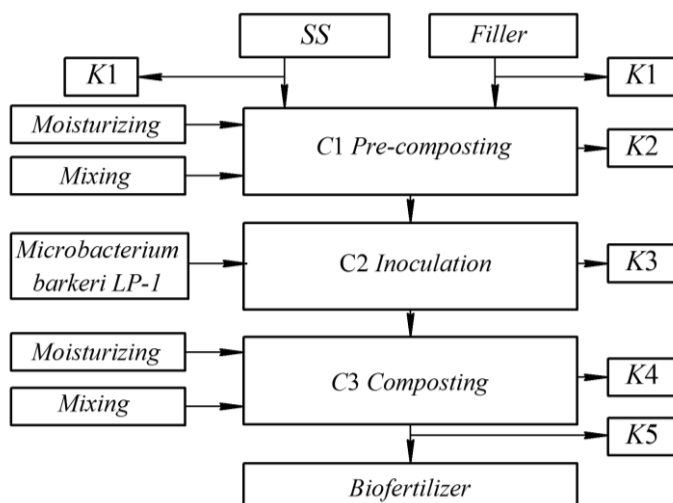 SS
Filler
K1
K1
Moisturizing
C1 Pre-composting
K2
Mixing
Microbacterium
barkeri LP-1
C2 Inoculation
K3
Moisturizing
C3 Composting
K4
Mixing
K5
Biofertilizer